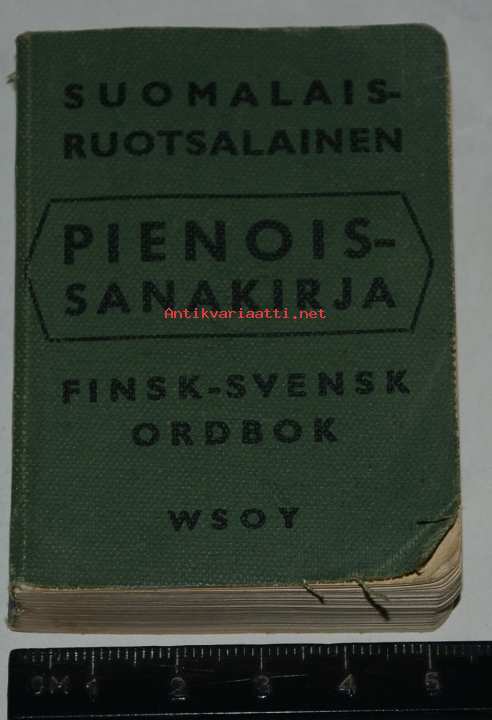 SUOMALAIS-
RUOTSALAINEN
PIENOIS-
SANAKIRJA
Antikvariaatti.net
FINSK-SVENSK
ORDBOK
WSOY
CM 1 2 3 4 5